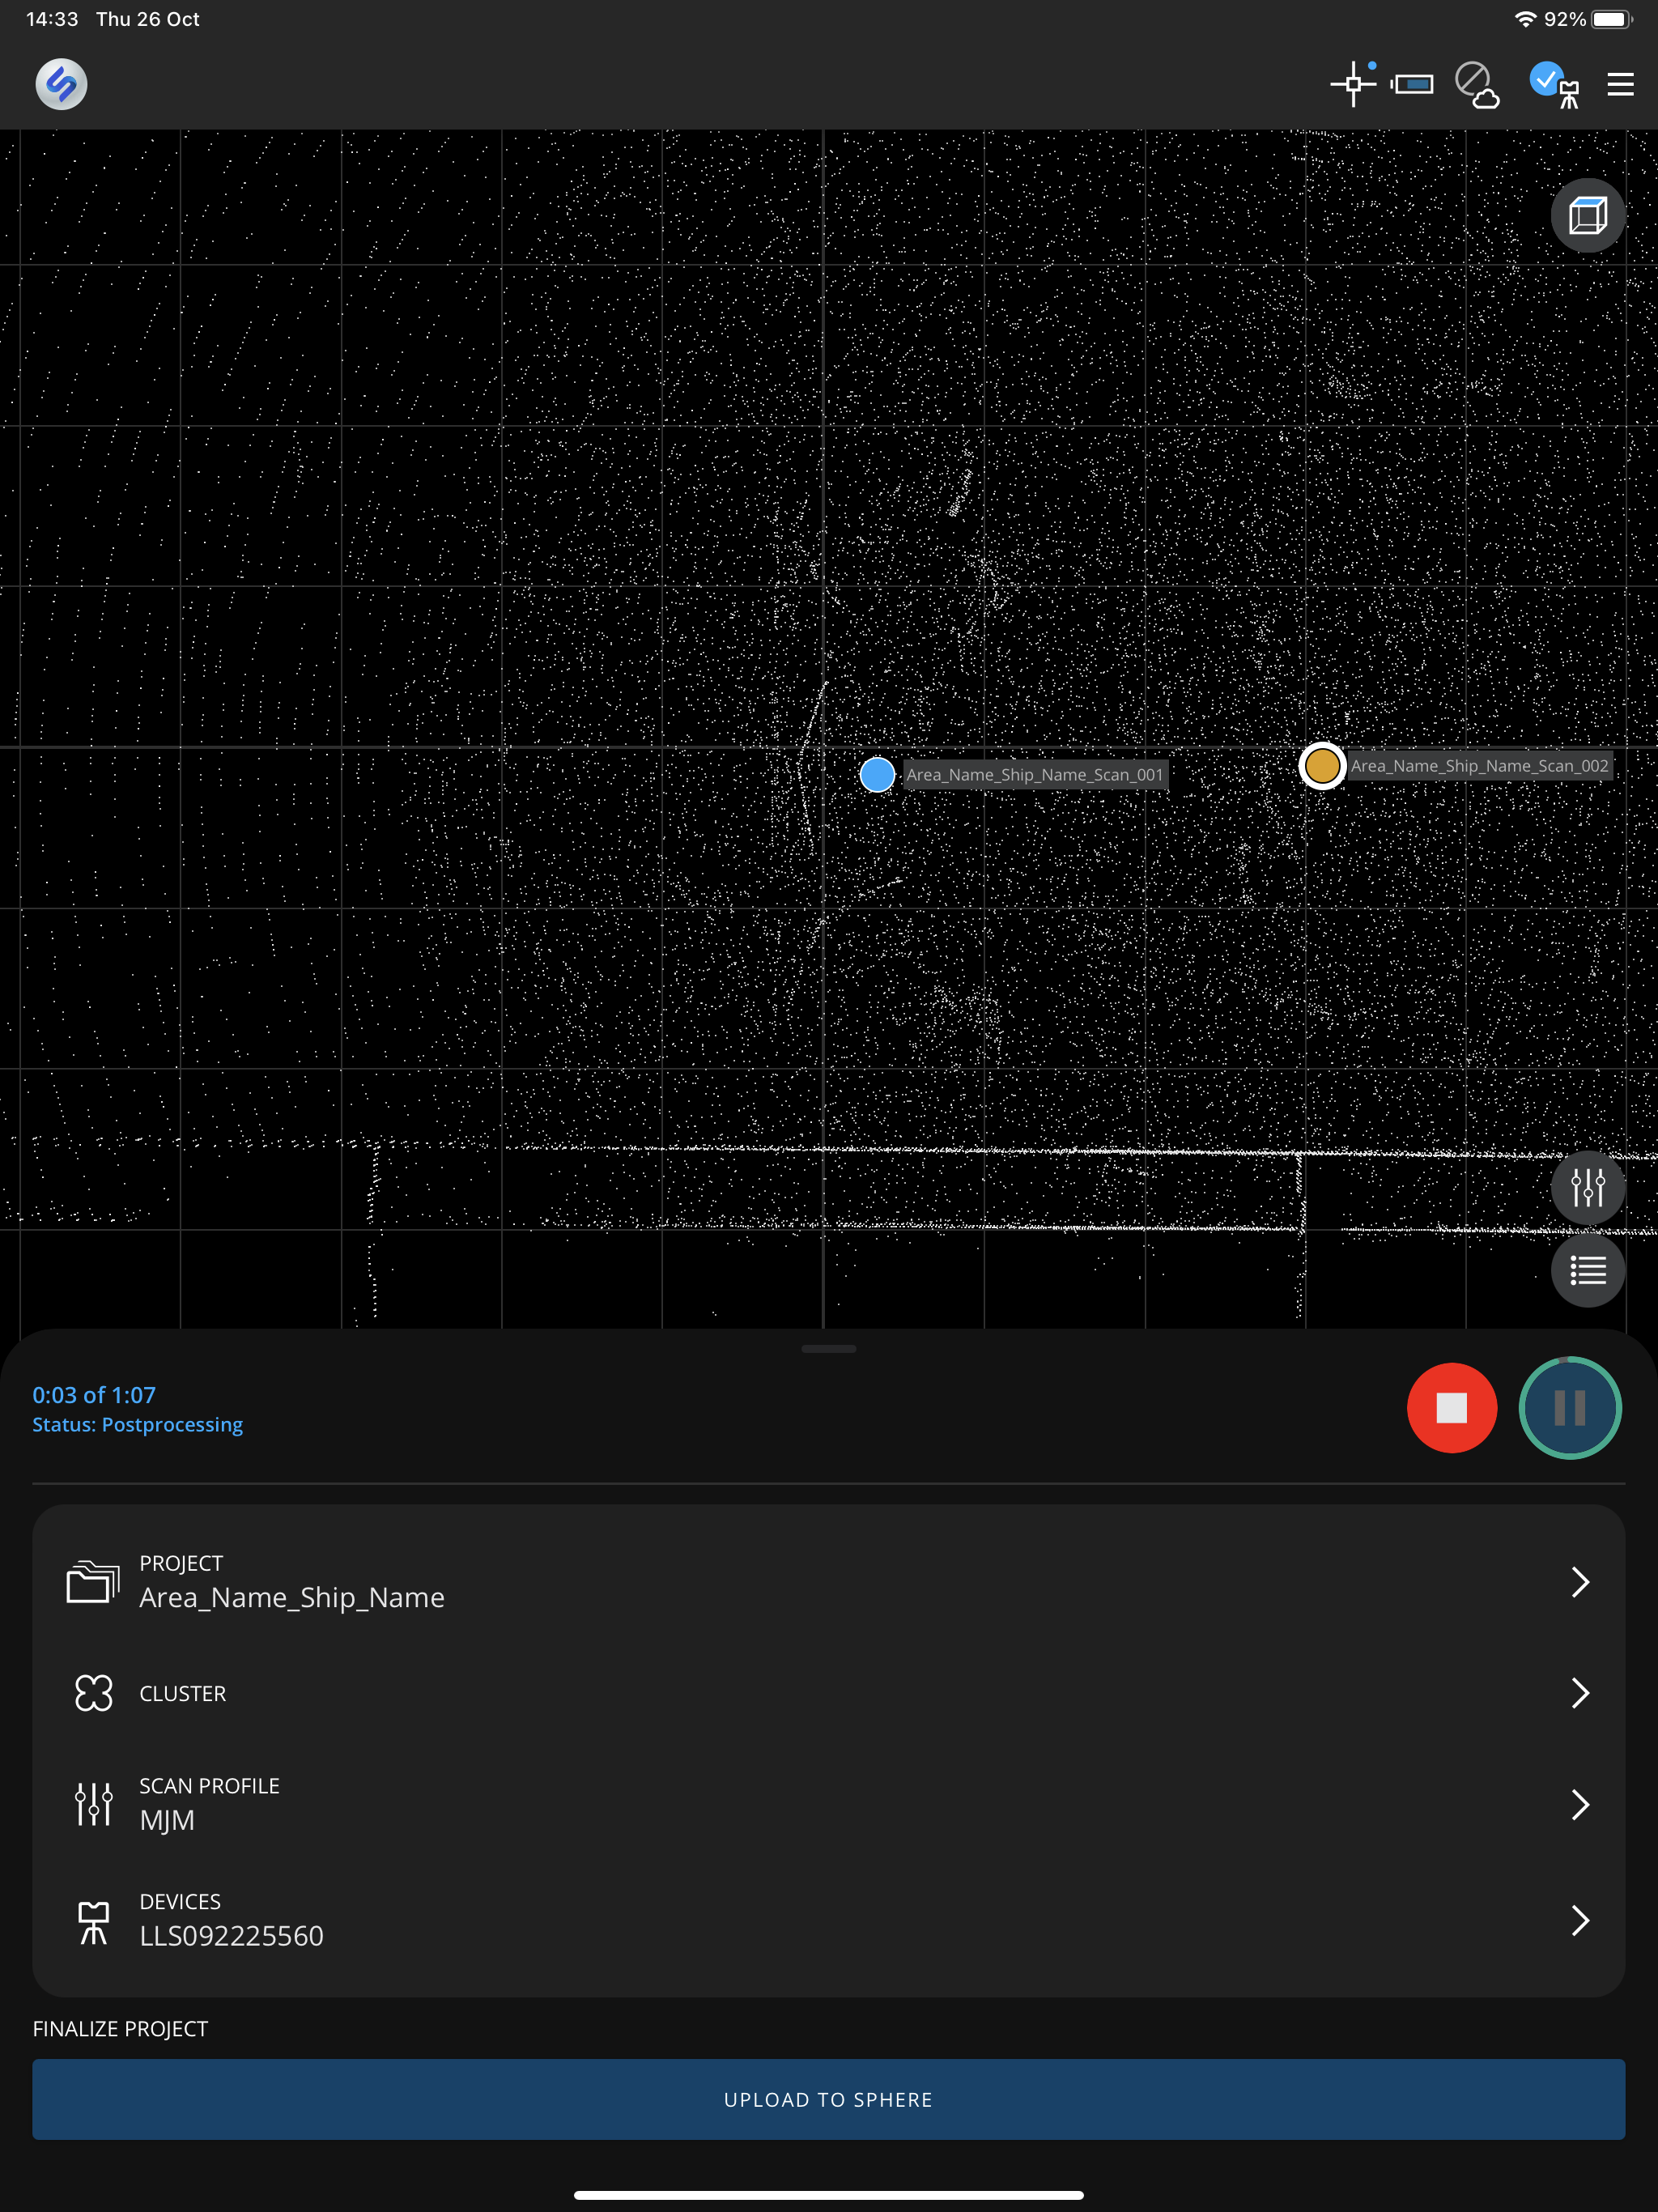 14:33 Thu 26 Oct
92%
Area_Name_Ship_Name_Scan_001
Area_Name_Ship_Name_Scan_002
0:03 of 1:07
Status: Postprocessing
PROJECT
Area_Name_Ship_Name
CLUSTER
SCAN PROFILE
MJM
DEVICES
LLS092225560
FINALIZE PROJECT
UPLOAD TO SPHERE